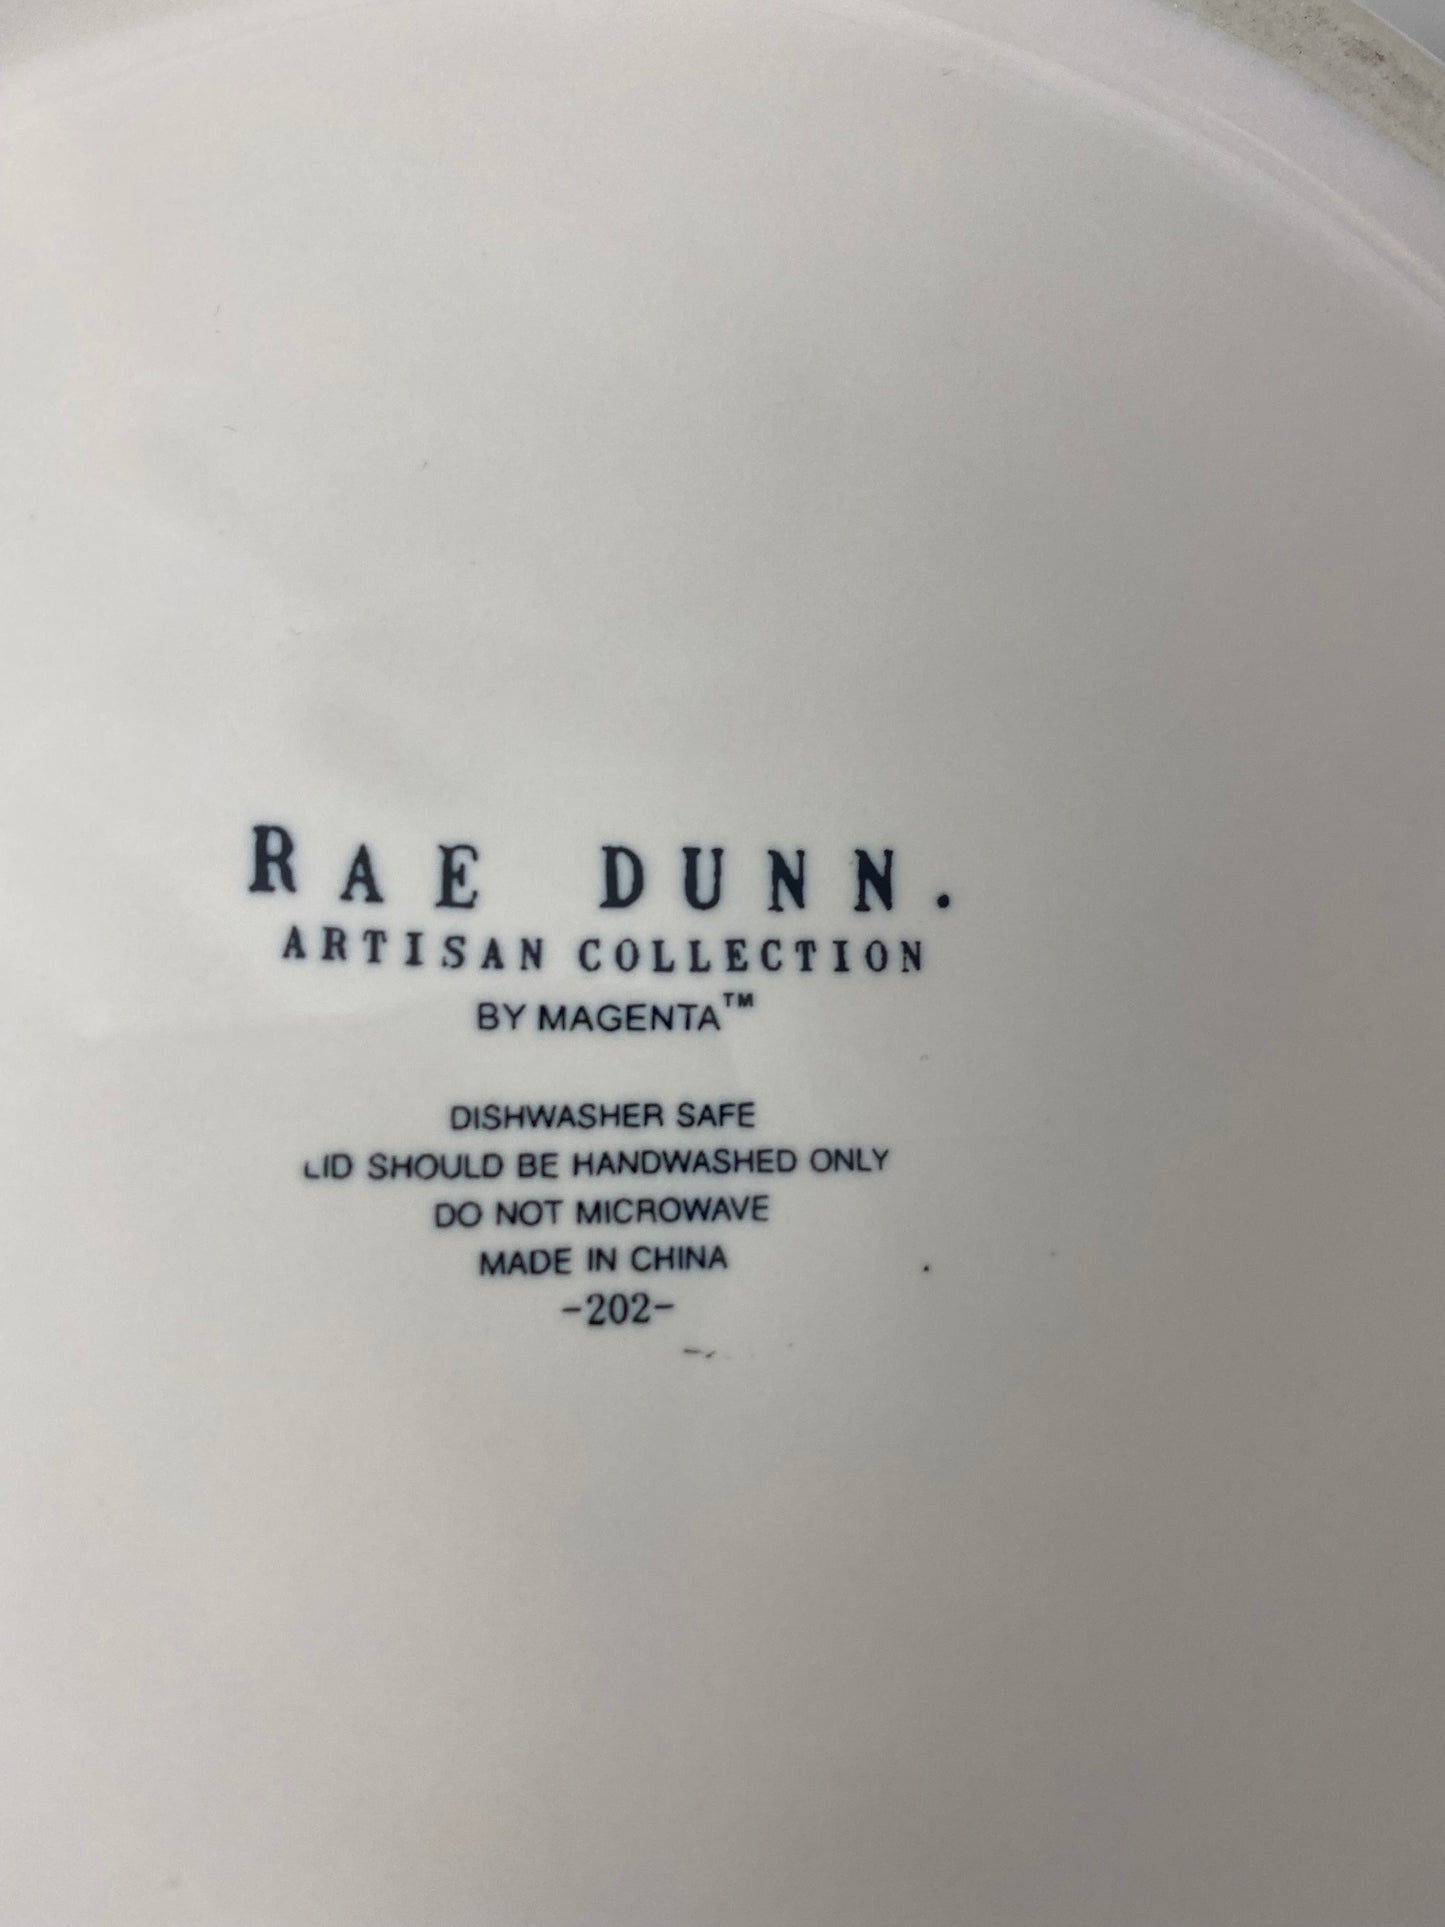 RAE DUNN.
ARTISAN COLLECTION
BY MAGENTA™
DISHWASHER SAFE
LID SHOULD BE HANDWASHED ONLY
DO NOT MICROWAVE
MADE IN CHINA
-202-